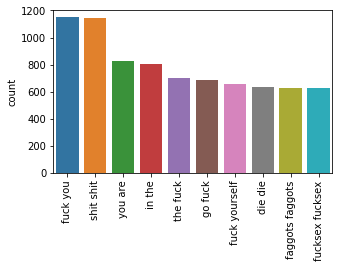 1200
1000
800
600
400
200
0
count
fuck you
shit shit
you are
in the
the fuck
go fuck
fuck yourself
die die
faggots faggots
fucksex fucksex